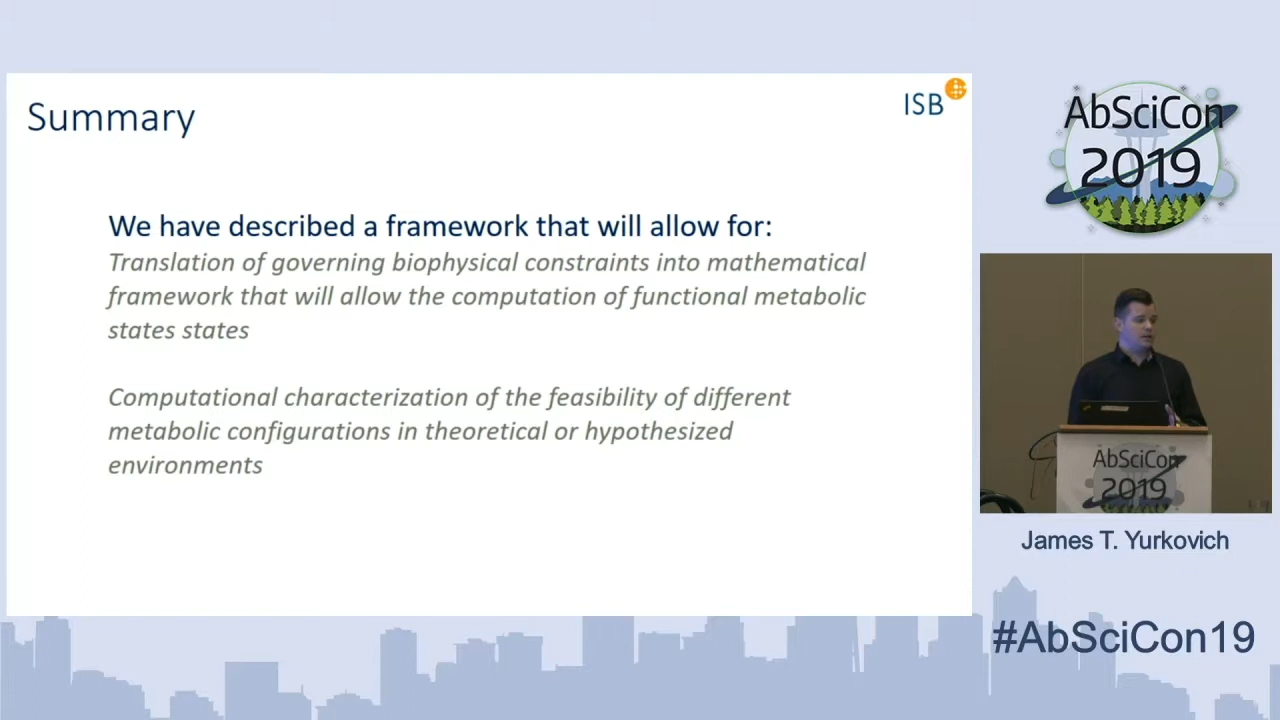 Summary
ISB
We have described a framework that will allow for:
Translation of governing biophysical constraints into mathematical
framework that will allow the computation of functional metabolic
states states
Computational characterization of the feasibility of different
metabolic configurations in theoretical or hypothesized
environments
AbSciCon
2019
AbSciCon
2019
James T. Yurkovich
#AbSciCon19